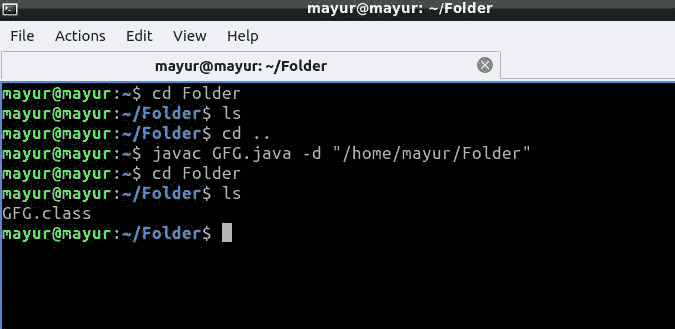 mayur@mayur: ~/Folder
File Actions Edit View Help
mayur@mayur: ~/Folder
mayur@mayur:~$ cd Folder
mayur@mayur:~/Folder$ ls
mayur@mayur:~/Folder$ cd ..
mayur@mayur:~$ javac GFG.java -d "/home/mayur/Folder"
mayur@mayur:~$ cd Folder
mayur@mayur:~/Folder$ ls
GFG.class
mayur@mayur:~/Folder$